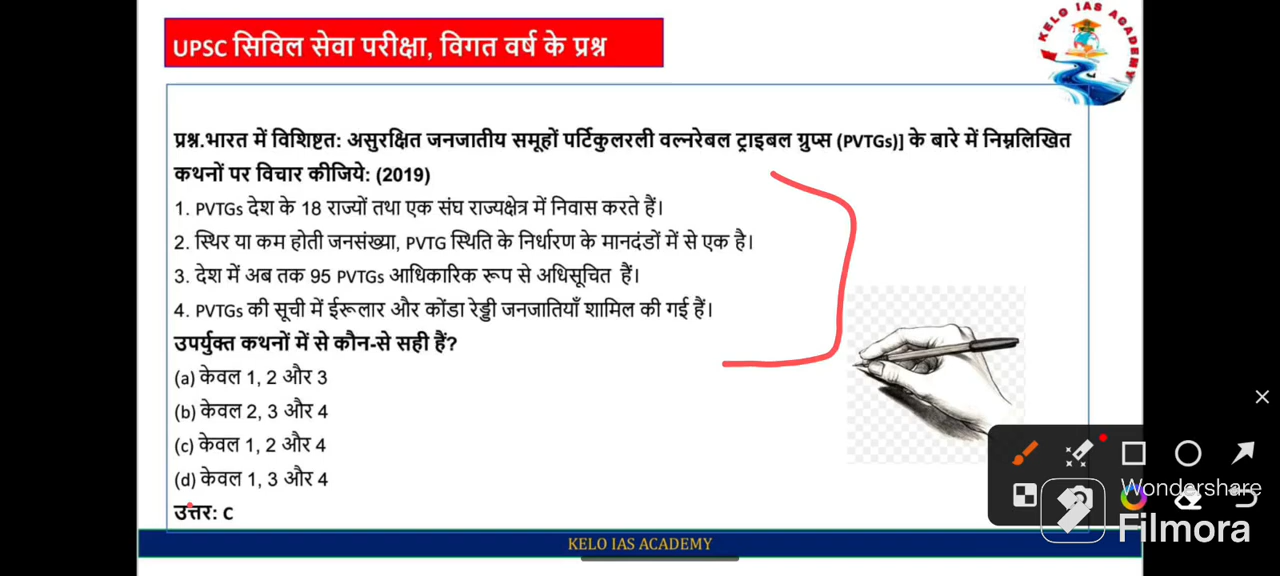 UPSC सिविल सेवा परीक्षा, विगत वर्ष के प्रश्न
KELO IAS ACADEMY
प्रश्न.भारत में विशिष्टत: असुरक्षित जनजातीय समूहों पर्टिकुलरली वल्नरेबल ट्राइबल ग्रुप्स (PVTGs)] के बारे में निम्नलिखित
कथनों पर विचार कीजिये: (2019)
1. PVTGs देश के 18 राज्यों तथा एक संघ राज्यक्षेत्र में निवास करते हैं।
2. स्थिर या कम होती जनसंख्या, PVTG स्थिति के निर्धारण के मानदंडों में से एक है।
3. देश में अब तक 95 PVTGs आधिकारिक रूप से अधिसूचित हैं।
4. PVTGs की सूची में ईरूलार और कोंडा रेड्डी जनजातियाँ शामिल की गई हैं।
उपर्युक्त कथनों में से कौन-से सही हैं?
(a) केवल 1, 2 और 3
(b) केवल 2, 3 और 4
(c) केवल 1, 2 और 4
(d) केवल 1, 3 और 4
उत्तर: C
KELO IAS ACADEMY
Wondershare
Filmora